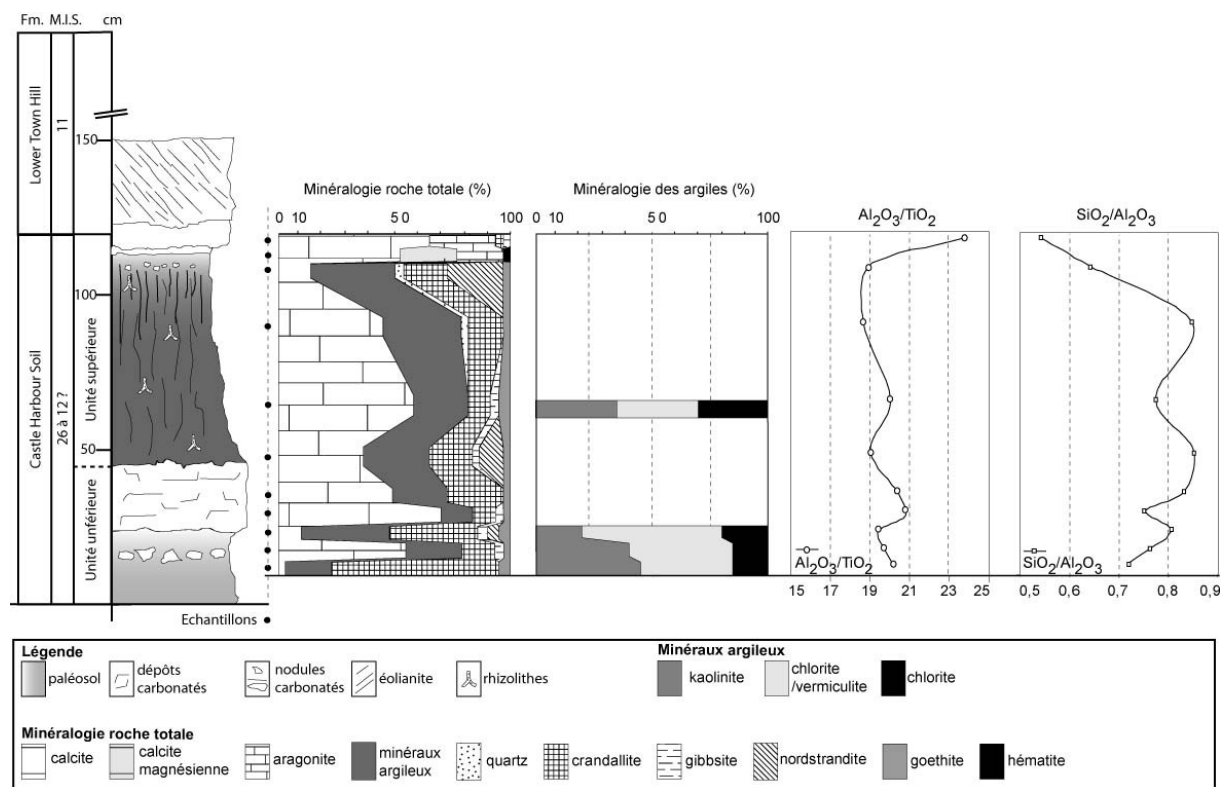 Fm. M.I.S. cm
Lower Town Hill
11
150
Castle Harbour Soil
26 à 12 ?
Unité supérieure
Unité unférieure
100
50
Echantillons
Minéralogie roche totale (%)
0 10 50 100
Minéralogie des argiles (%)
0 10 50 100
Al2O3/TiO2
Al2O3/TiO2
15 17 19 21 23 25
SiO2/Al2O3
SiO2/Al2O3
0,5 0,6 0,7 0,8 0,9
Légende
paléosol
dépôts carbonatés
nodules carbonatés
éolianite
rhizolithes
Minéraux argileux
kaolinite
chlorite /vermiculite
chlorite
Minéralogie roche totale
calcite
calcite magnésienne
aragonite
minéraux argileux
quartz
crandallite
gibbsite
nordstrandite
goethite
hématite